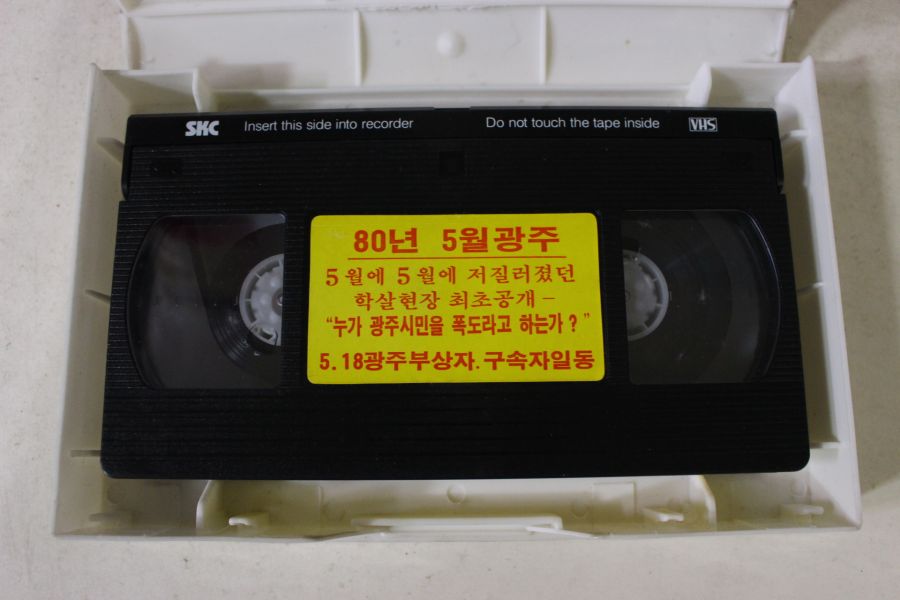 SKC Insert this side into recorder Do not touch the tape inside VHS
80년 5월광주
5월에 5월에 저질러졌던
학살현장 최초공개-
"누가 광주시민을 폭도라고 하는가?"
5.18광주부상자.구속자일동